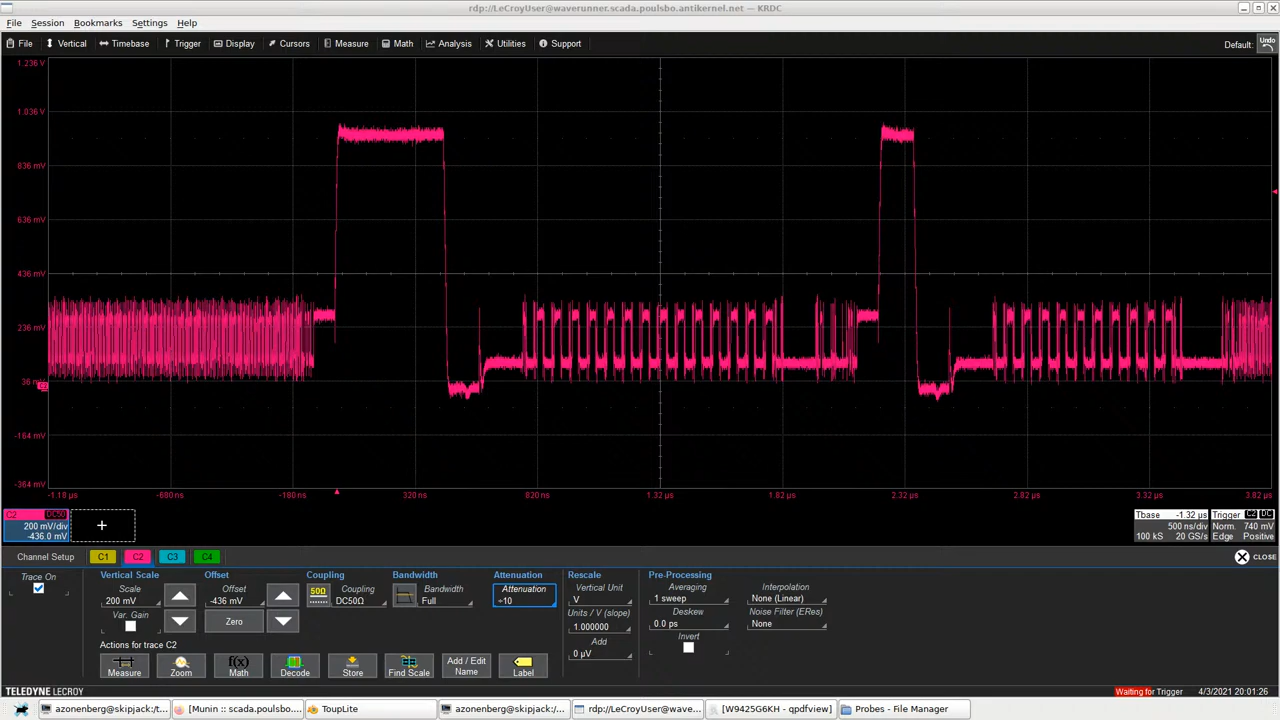 rdp://LeCroyUser@waverunner.scada.poulsbo.antikernel.net — KRDC
File Session Bookmarks Settings Help
File Vertical Timebase Trigger Display Cursors Measure Math Analysis Utilities Support Default: Undo
1.236 V
1.036 V
836 mV
636 mV
436 mV
236 mV
36 mV
C2
-164 mV
-364 mV
-1.18 µs -680 ns -180 ns 320 ns 820 ns 1.32 µs 1.82 µs 2.32 µs 2.82 µs 3.32 µs 3.82 µs
C2 DC50
200 mV/div
-436.0 mV
+
Tbase -1.32 µs Trigger C2 DC
500 ns/div Norm. 740 mV
100 kS 20 GS/s Edge Positive
Channel Setup C1 C2 C3 C4 CLOSE
Trace On Vertical Scale Offset Coupling Bandwidth Attenuation Rescale Pre-Processing
Scale Offset 50Ω Coupling Bandwidth Attenuation Vertical Unit Averaging Interpolation
200 mV -436 mV DC50Ω Full ÷10 V 1 sweep None (Linear)
Var. Gain Zero Units / V (slope) Deskew Noise Filter (ERes)
1.000000 0.0 ps None
Add Invert
0 µV
Actions for trace C2
Measure Zoom f(x) Math Decode Store Find Scale Add / Edit Name Label
TELEDYNE LECROY Waiting for Trigger 4/3/2021 20:01:26
azonenberg@skipjack:/t... [Munin :: scada.poulsbo.... ToupLite azonenberg@skipjack:/... rdp://LeCroyUser@wave... [W9425G6KH - qpdfview] Probes - File Manager